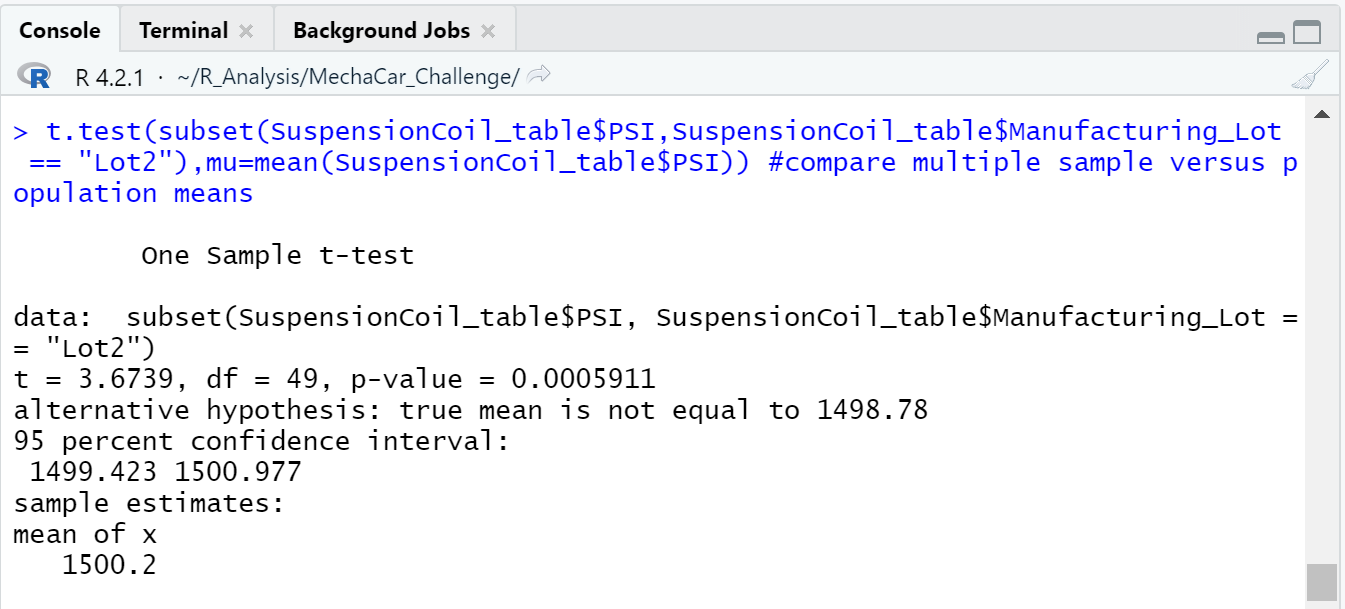 Console Terminal Background Jobs
R R 4.2.1 · ~/R_Analysis/MechaCar_Challenge/
> t.test(subset(SuspensionCoil_table$PSI,SuspensionCoil_table$Manufacturing_Lot
 == "Lot2"),mu=mean(SuspensionCoil_table$PSI)) #compare multiple sample versus p
opulation means
One Sample t-test
data:  subset(SuspensionCoil_table$PSI, SuspensionCoil_table$Manufacturing_Lot =
= "Lot2")
t = 3.6739, df = 49, p-value = 0.0005911
alternative hypothesis: true mean is not equal to 1498.78
95 percent confidence interval:
 1499.423 1500.977
sample estimates:
mean of x
   1500.2